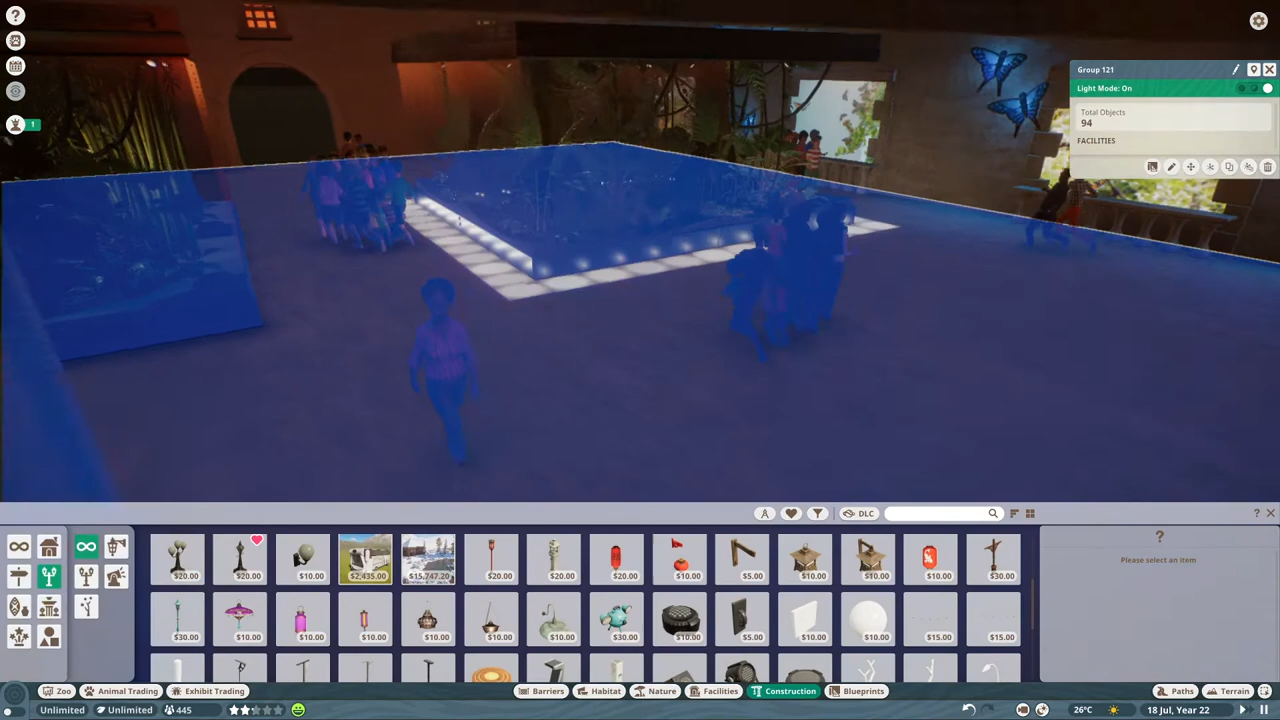 ?
1
Group 121
Light Mode: On
Total Objects
94
FACILITIES
DLC
?
$20.00
$20.00
$10.00
$2,435.00
$15,747.20
$20.00
$20.00
$20.00
$10.00
$5.00
$10.00
$10.00
$10.00
$30.00
?
Please select an item
$30.00
$10.00
$10.00
$10.00
$10.00
$10.00
$10.00
$30.00
$10.00
$5.00
$10.00
$10.00
$15.00
$15.00
Zoo
Animal Trading
Exhibit Trading
Barriers
Habitat
Nature
Facilities
Construction
Blueprints
Paths
Terrain
Unlimited
Unlimited
445
26°C
18 Jul, Year 22